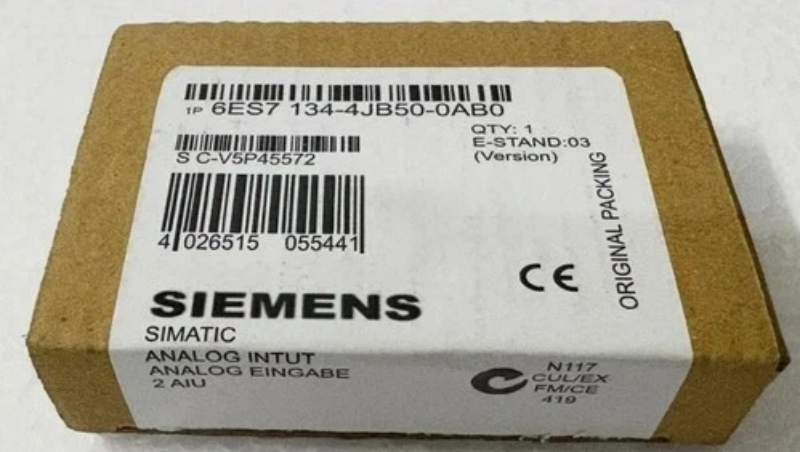 1P 6ES7 134-4JB50-0AB0
QTY: 1
E-STAND:03
(Version)
S C-V5P45572
4 026515 055441
ORIGINAL PACKING
CE
SIEMENS
SIMATIC
ANALOG INTUT
ANALOG EINGABE
2 AIU
N117
CUL/EX
FM/CE
419